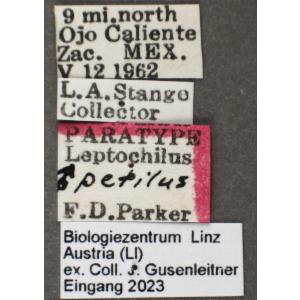 9 mi.north
Ojo Caliente
Zac. MEX.
V 12 1962
L.A.Stange
Collector
PARATYPE
Leptochilus
♂ petilus
F.D.Parker
Biologiezentrum Linz
Austria (LI)
ex. Coll. J. Gusenleitner
Eingang 2023